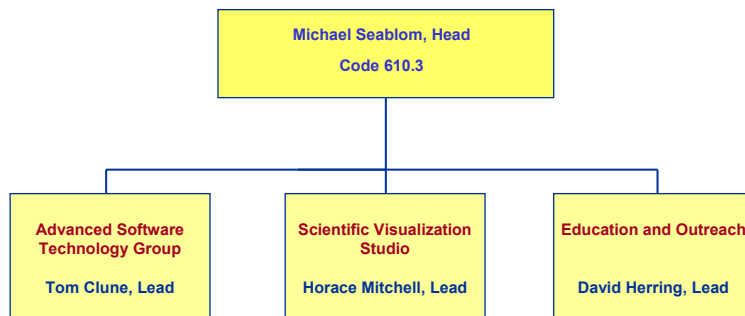 Michael Seablom, Head
Code 610.3
Advanced Software
Technology Group
Tom Clune, Lead
Scientific Visualization
Studio
Horace Mitchell, Lead
Education and Outreach
David Herring, Lead